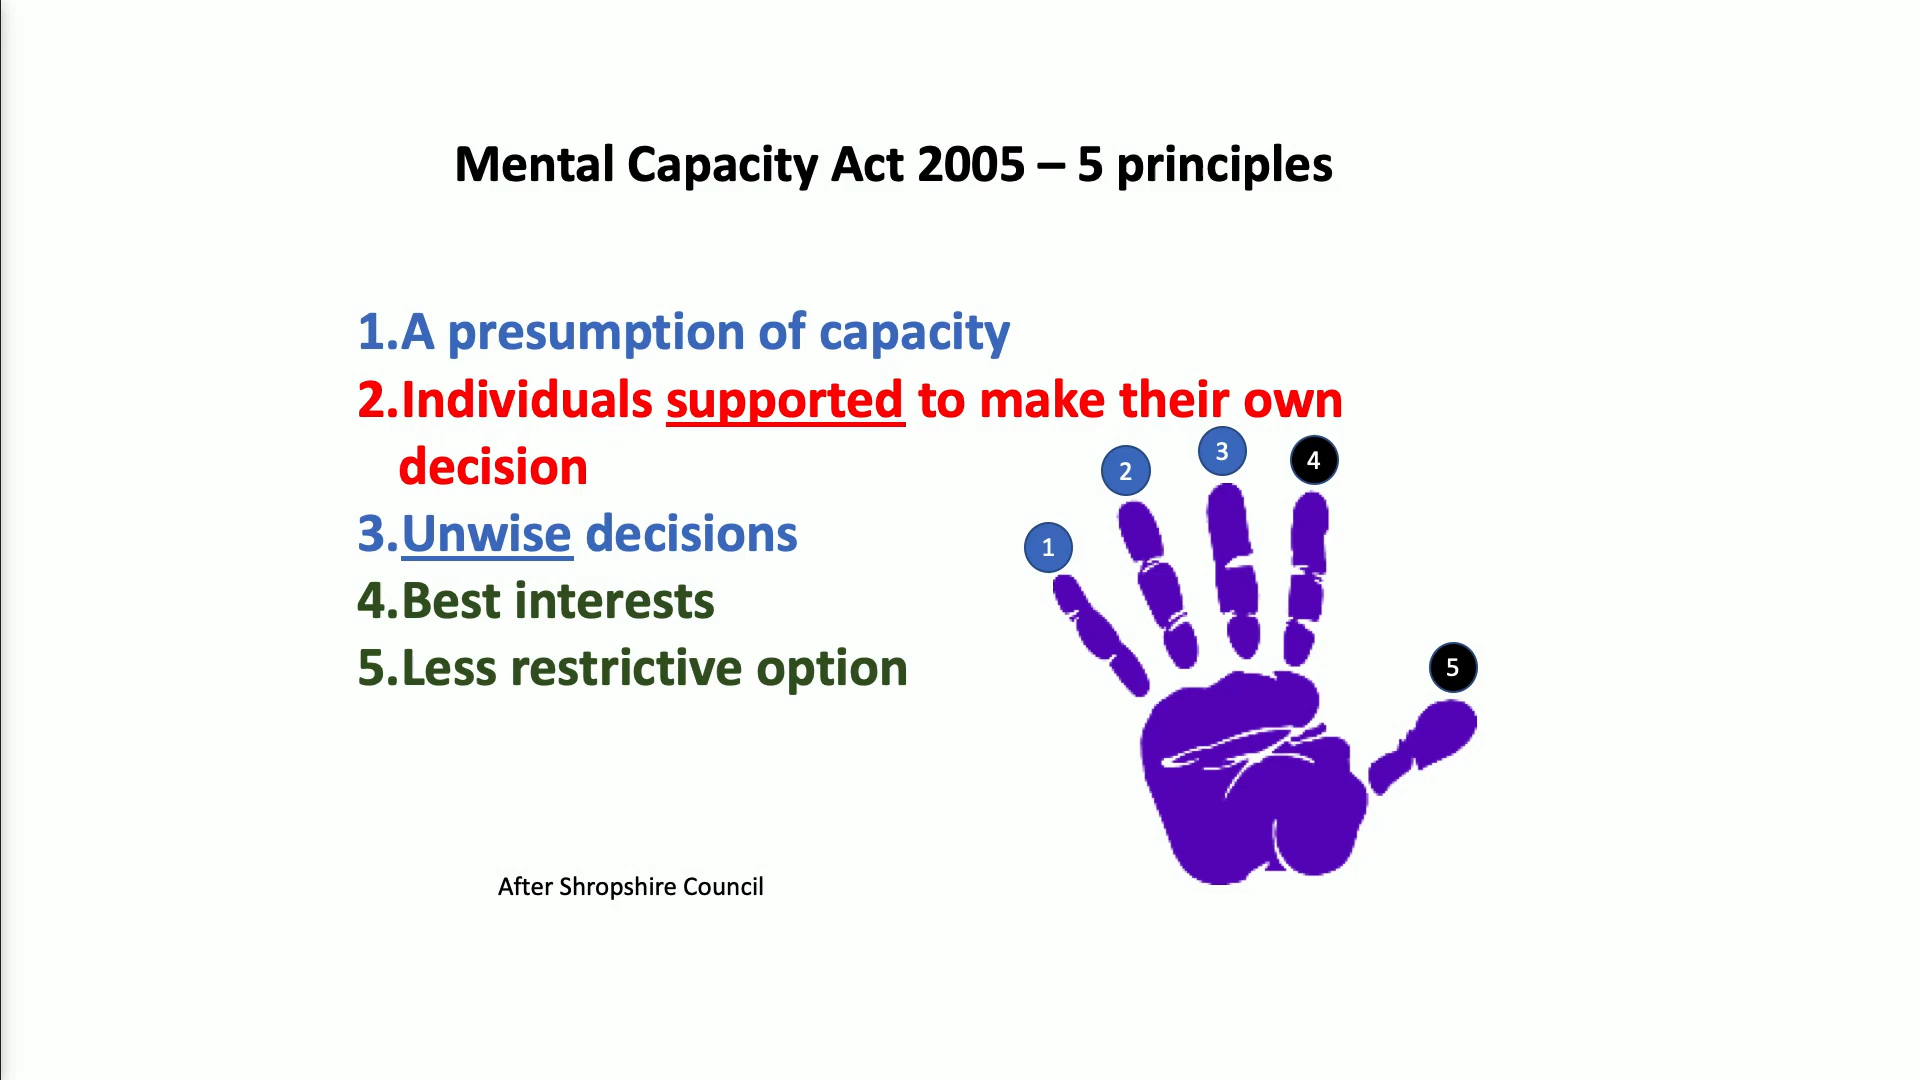 Mental Capacity Act 2005 – 5 principles
1.A presumption of capacity
2.Individuals supported to make their own
decision
3.Unwise decisions
4.Best interests
5.Less restrictive option
1
2
3
4
5
After Shropshire Council